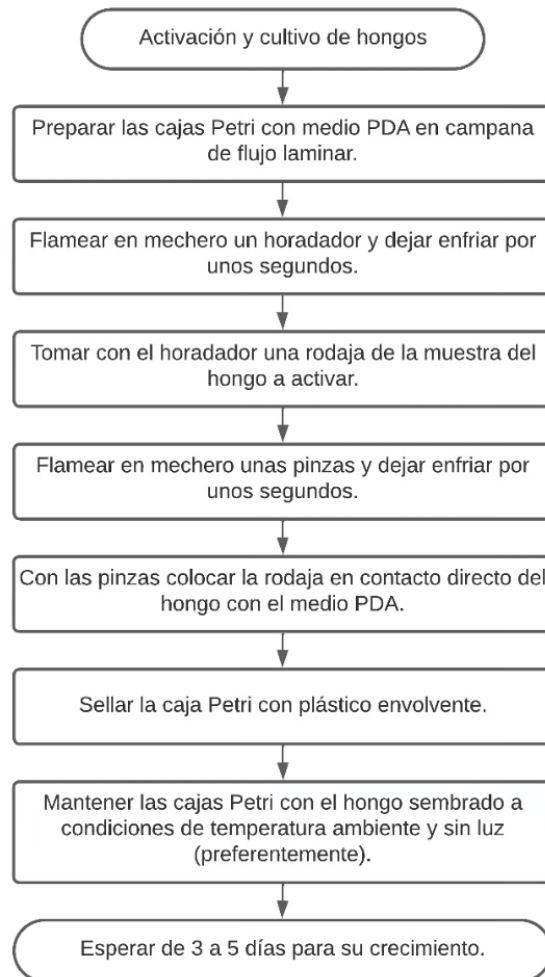 Activación y cultivo de hongos
Preparar las cajas Petri con medio PDA en campana
de flujo laminar.
Flamear en mechero un horadador y dejar enfriar por
unos segundos.
Tomar con el horadador una rodaja de la muestra del
hongo a activar.
Flamear en mechero unas pinzas y dejar enfriar por
unos segundos.
Con las pinzas colocar la rodaja en contacto directo del
hongo con el medio PDA.
Sellar la caja Petri con plástico envolvente.
Mantener las cajas Petri con el hongo sembrado a
condiciones de temperatura ambiente y sin luz
(preferentemente).
Esperar de 3 a 5 días para su crecimiento.